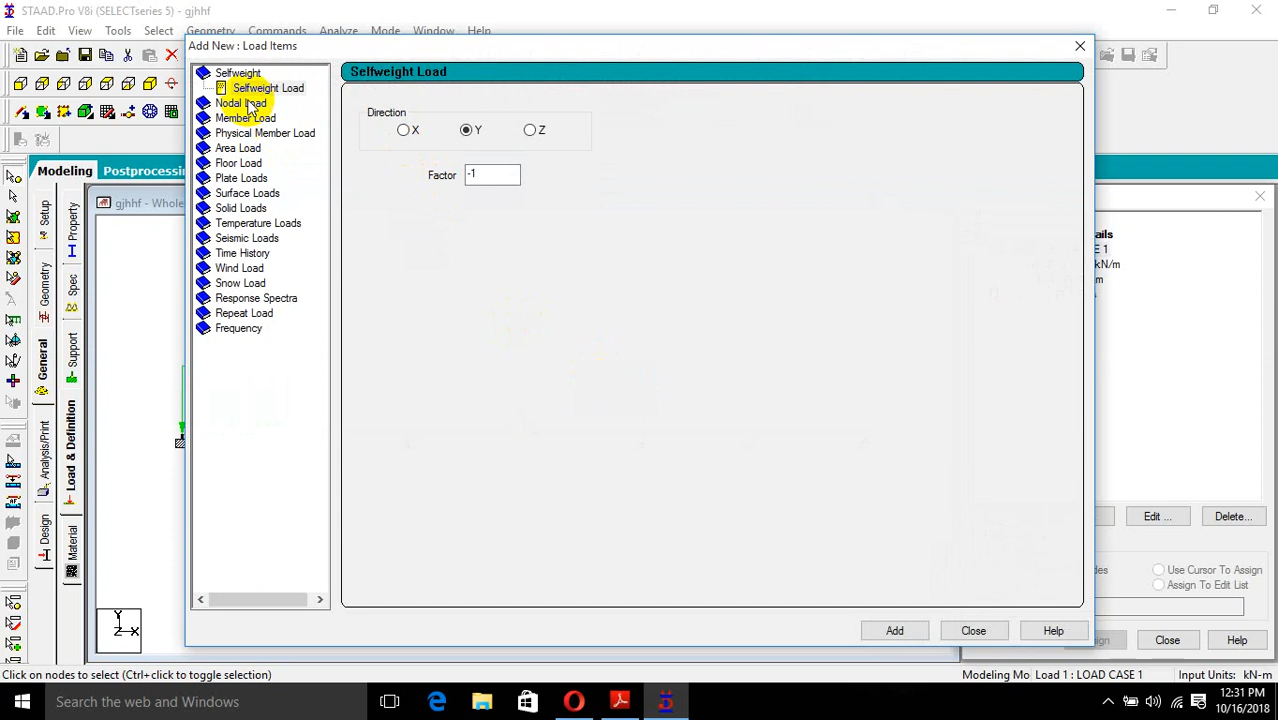 STAAD.Pro V8i (SELECTseries 5) - gjhhf
File Edit View Tools Select Geometry Commands Analyze Mode Window Help
Add New : Load Items
Selfweight
Selfweight Load
Nodal Load
Member Load
Physical Member Load
Area Load
Floor Load
Plate Loads
Surface Loads
Solid Loads
Temperature Loads
Seismic Loads
Time History
Wind Load
Snow Load
Response Spectra
Repeat Load
Frequency
Selfweight Load
Direction
X Y Z
Factor -1
Add Close Help
Modeling Postprocessing
gjhhf - Whole
Setup
Geometry
General
Analysis/Print
Design
Property
Spec
Support
Load & Definition
Material
Y
Z X
ails
E 1
kN/m
m
Edit ... Delete...
des Use Cursor To Assign
Assign To Edit List
ign Close Help
Click on nodes to select (Ctrl+click to toggle selection)
Modeling Mo Load 1 : LOAD CASE 1 Input Units: kN-m
Search the web and Windows
12:31 PM
10/16/2018